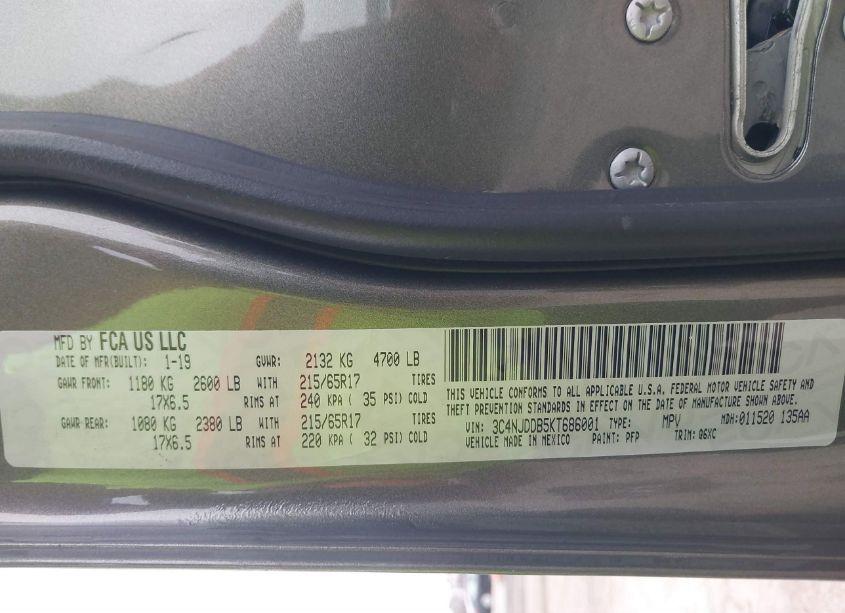 MFD BY FCA US LLC
DATE OF MFR(BUILT): 1-19 GVWR: 2132 KG 4700 LB
GAWR FRONT: 1180 KG 2600 LB WITH 215/65R17 TIRES
17X6.5 RIMS AT 240 KPA ( 35 PSI) COLD
GAWR REAR: 1080 KG 2380 LB WITH 215/65R17 TIRES
17X6.5 RIMS AT 220 KPA ( 32 PSI) COLD
THIS VEHICLE CONFORMS TO ALL APPLICABLE U.S.A. FEDERAL MOTOR VEHICLE SAFETY AND
THEFT PREVENTION STANDARDS IN EFFECT ON THE DATE OF MANUFACTURE SHOWN ABOVE.
VIN: 3C4NJDDB5KT686001 TYPE: MPV MDH:011520 135AA
VEHICLE MADE IN MEXICO PAINT: PFP TRIM: Q6XC